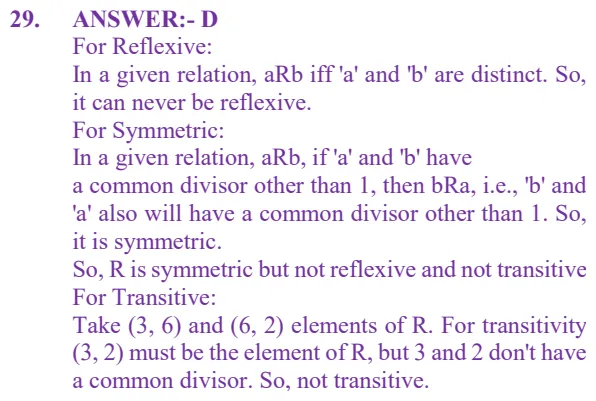 29. ANSWER:- D
For Reflexive:
In a given relation, aRb iff 'a' and 'b' are distinct. So,
it can never be reflexive.
For Symmetric:
In a given relation, aRb, if 'a' and 'b' have
a common divisor other than 1, then bRa, i.e., 'b' and
'a' also will have a common divisor other than 1. So,
it is symmetric.
So, R is symmetric but not reflexive and not transitive
For Transitive:
Take (3, 6) and (6, 2) elements of R. For transitivity
(3, 2) must be the element of R, but 3 and 2 don't have
a common divisor. So, not transitive.